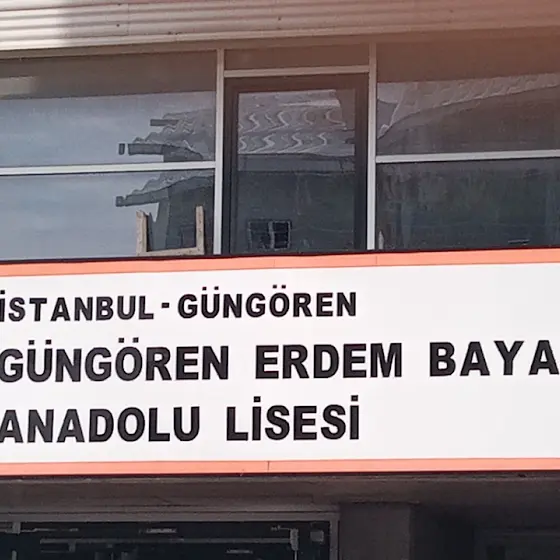 İSTANBUL - GÜNGÖREN
GÜNGÖREN ERDEM BAYA
ANADOLU LİSESİ